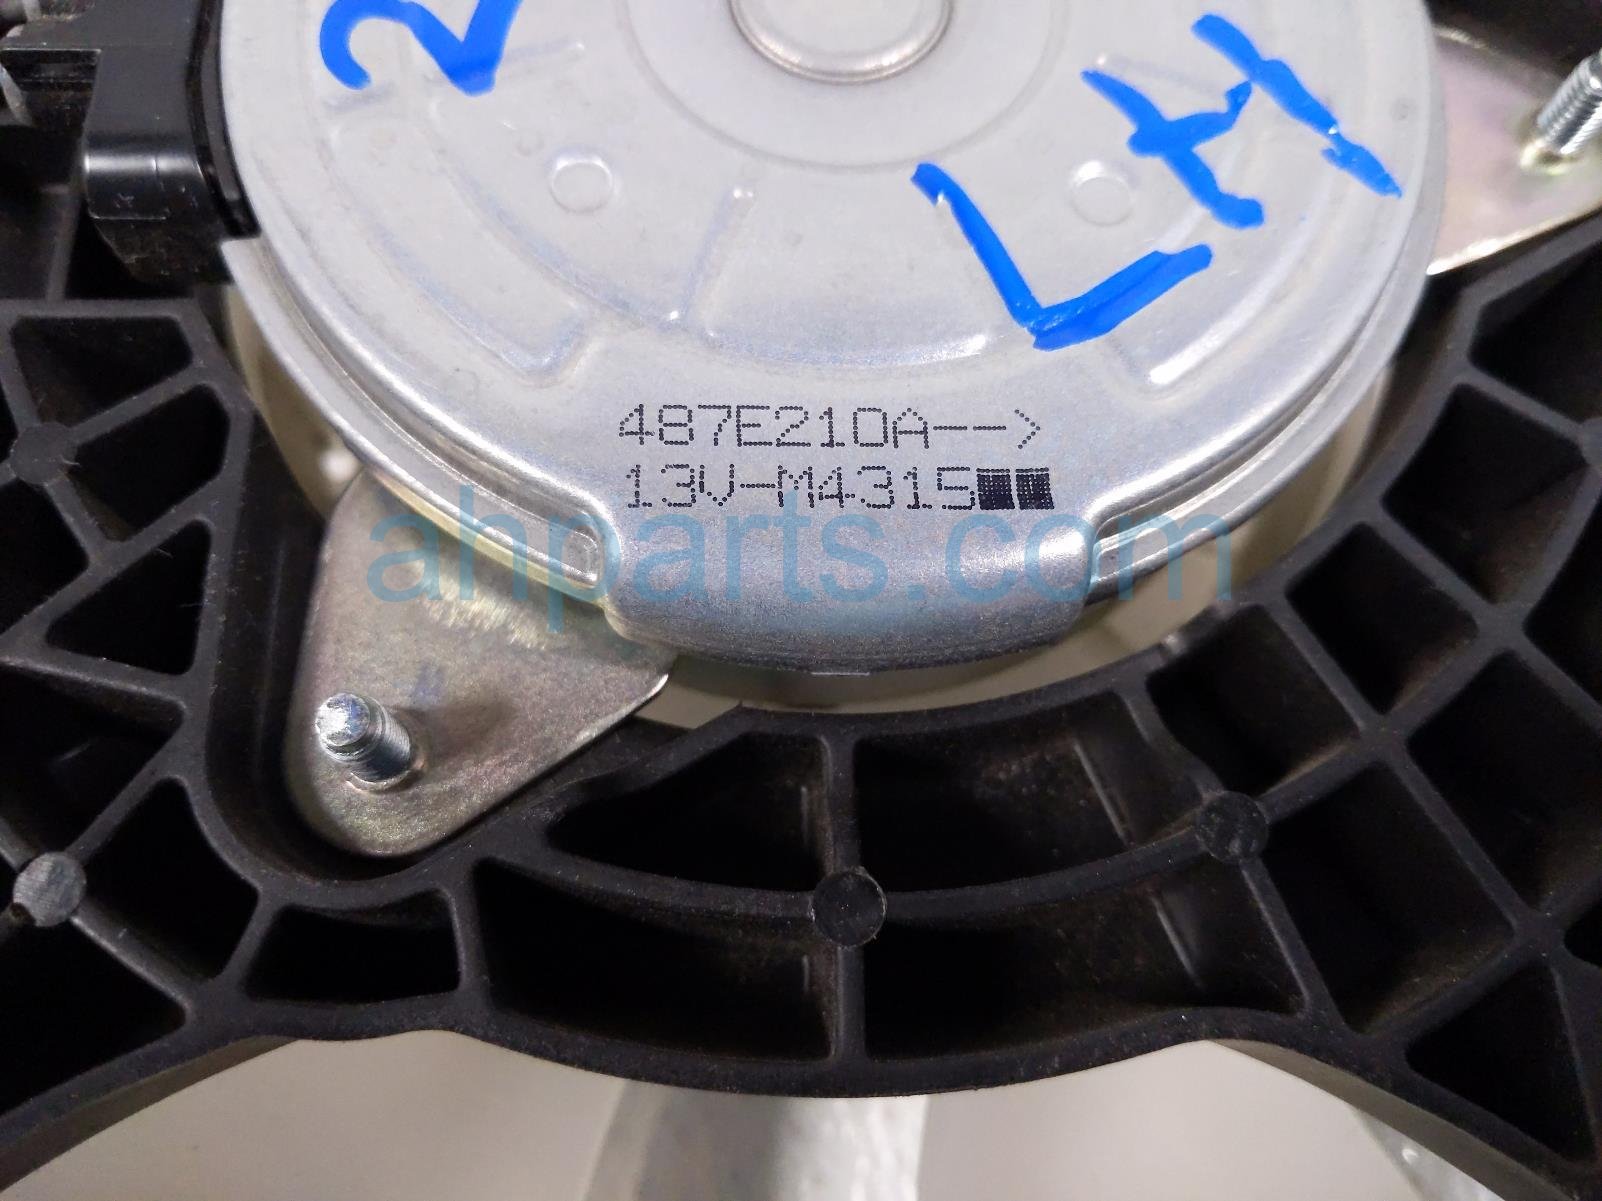 2
LH
487E210A-->
13V-M4315■■
ahparts.com